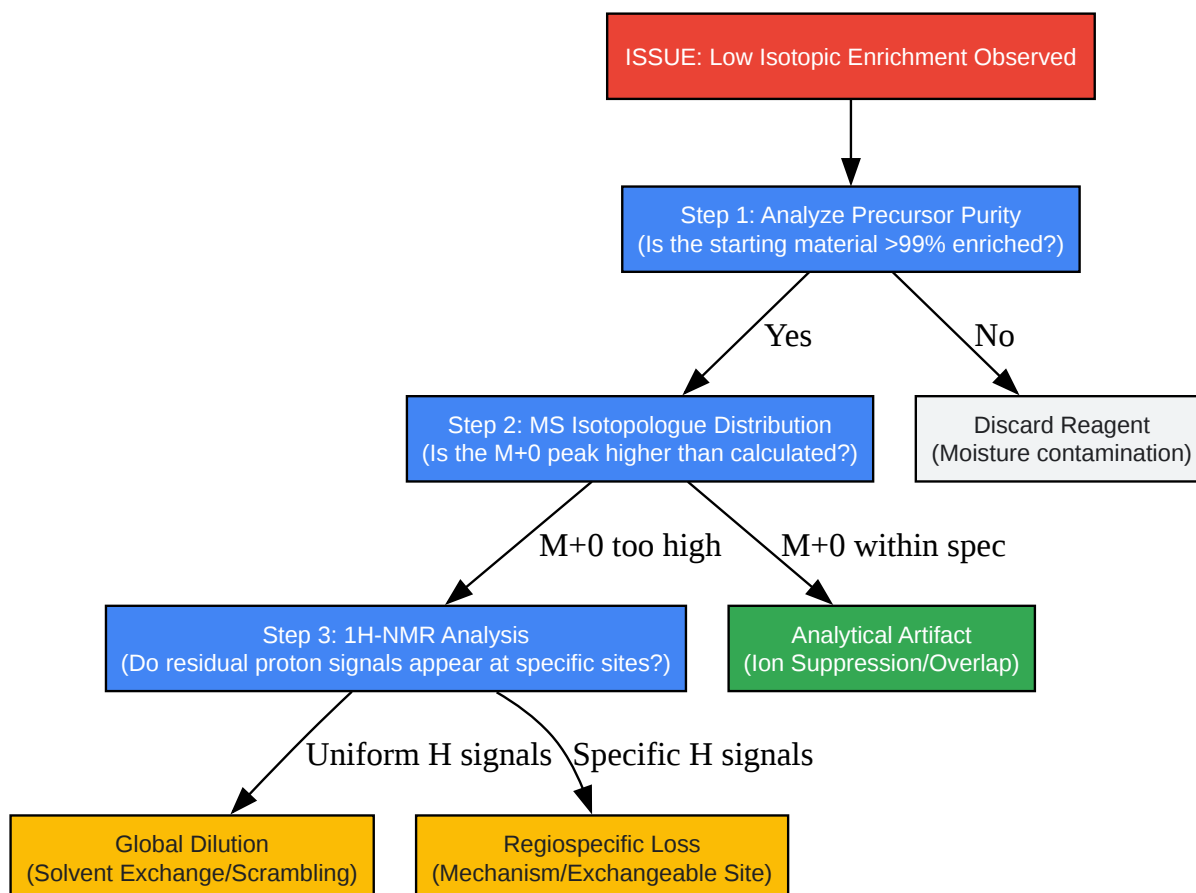 ISSUE: Low Isotopic Enrichment Observed
Step 1: Analyze Precursor Purity
(Is the starting material >99% enriched?)
Yes
No
Step 2: MS Isotopologue Distribution
(Is the M+0 peak higher than calculated?)
Discard Reagent
(Moisture contamination)
M+0 too high
M+0 within spec
Step 3: 1H-NMR Analysis
(Do residual proton signals appear at specific sites?)
Analytical Artifact
(Ion Suppression/Overlap)
Uniform H signals
Specific H signals
Global Dilution
(Solvent Exchange/Scrambling)
Regiospecific Loss
(Mechanism/Exchangeable Site)